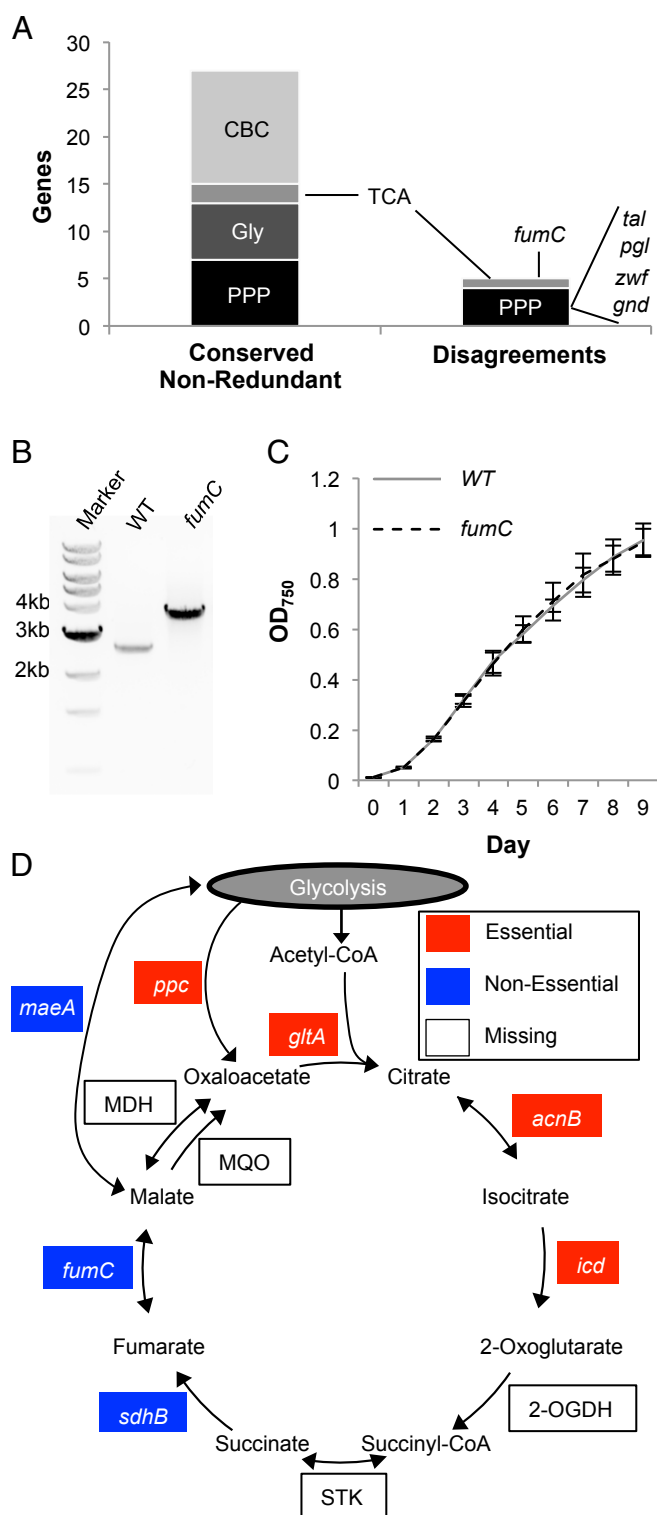 A
Genes
30
25
20
15
10
5
0
CBC
Gly
PPP
TCA
fumC
PPP
tal
pgl
zwf
gnd
Conserved
Non-Redundant
Disagreements
B
Marker
WT
fumC
4kb
3kb
2kb
C
WT
fumC
OD750
1.2
1
0.8
0.6
0.4
0.2
0
0 1 2 3 4 5 6 7 8 9
Day
D
Glycolysis
Acetyl-CoA
Essential
Non-Essential
Missing
maeA
ppc
gltA
Oxaloacetate
Citrate
MDH
MQO
acnB
Malate
Isocitrate
fumC
icd
Fumarate
2-Oxoglutarate
sdhB
2-OGDH
Succinate
Succinyl-CoA
STK